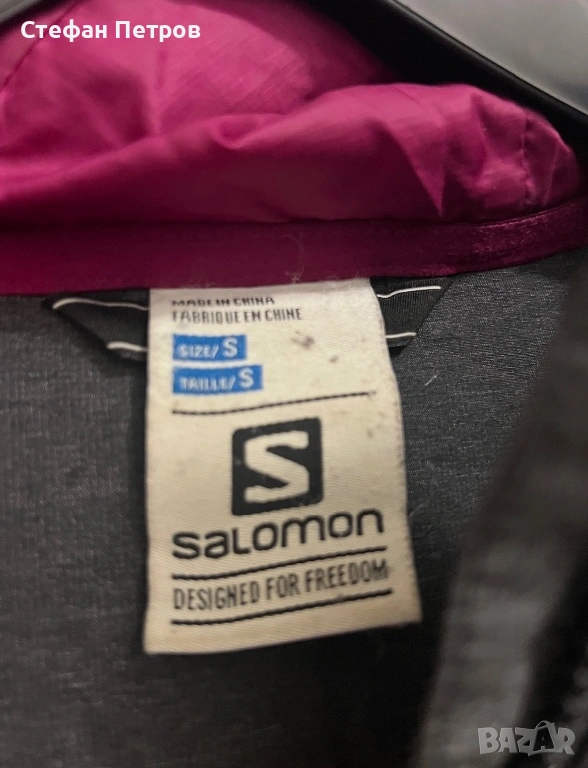 Стефан Петров
MADE IN CHINA
FABRIQUE EN CHINE
SIZE/ S
TAILLE/ S
S
SALOMON
DESIGNED FOR FREEDOM
BAZAR